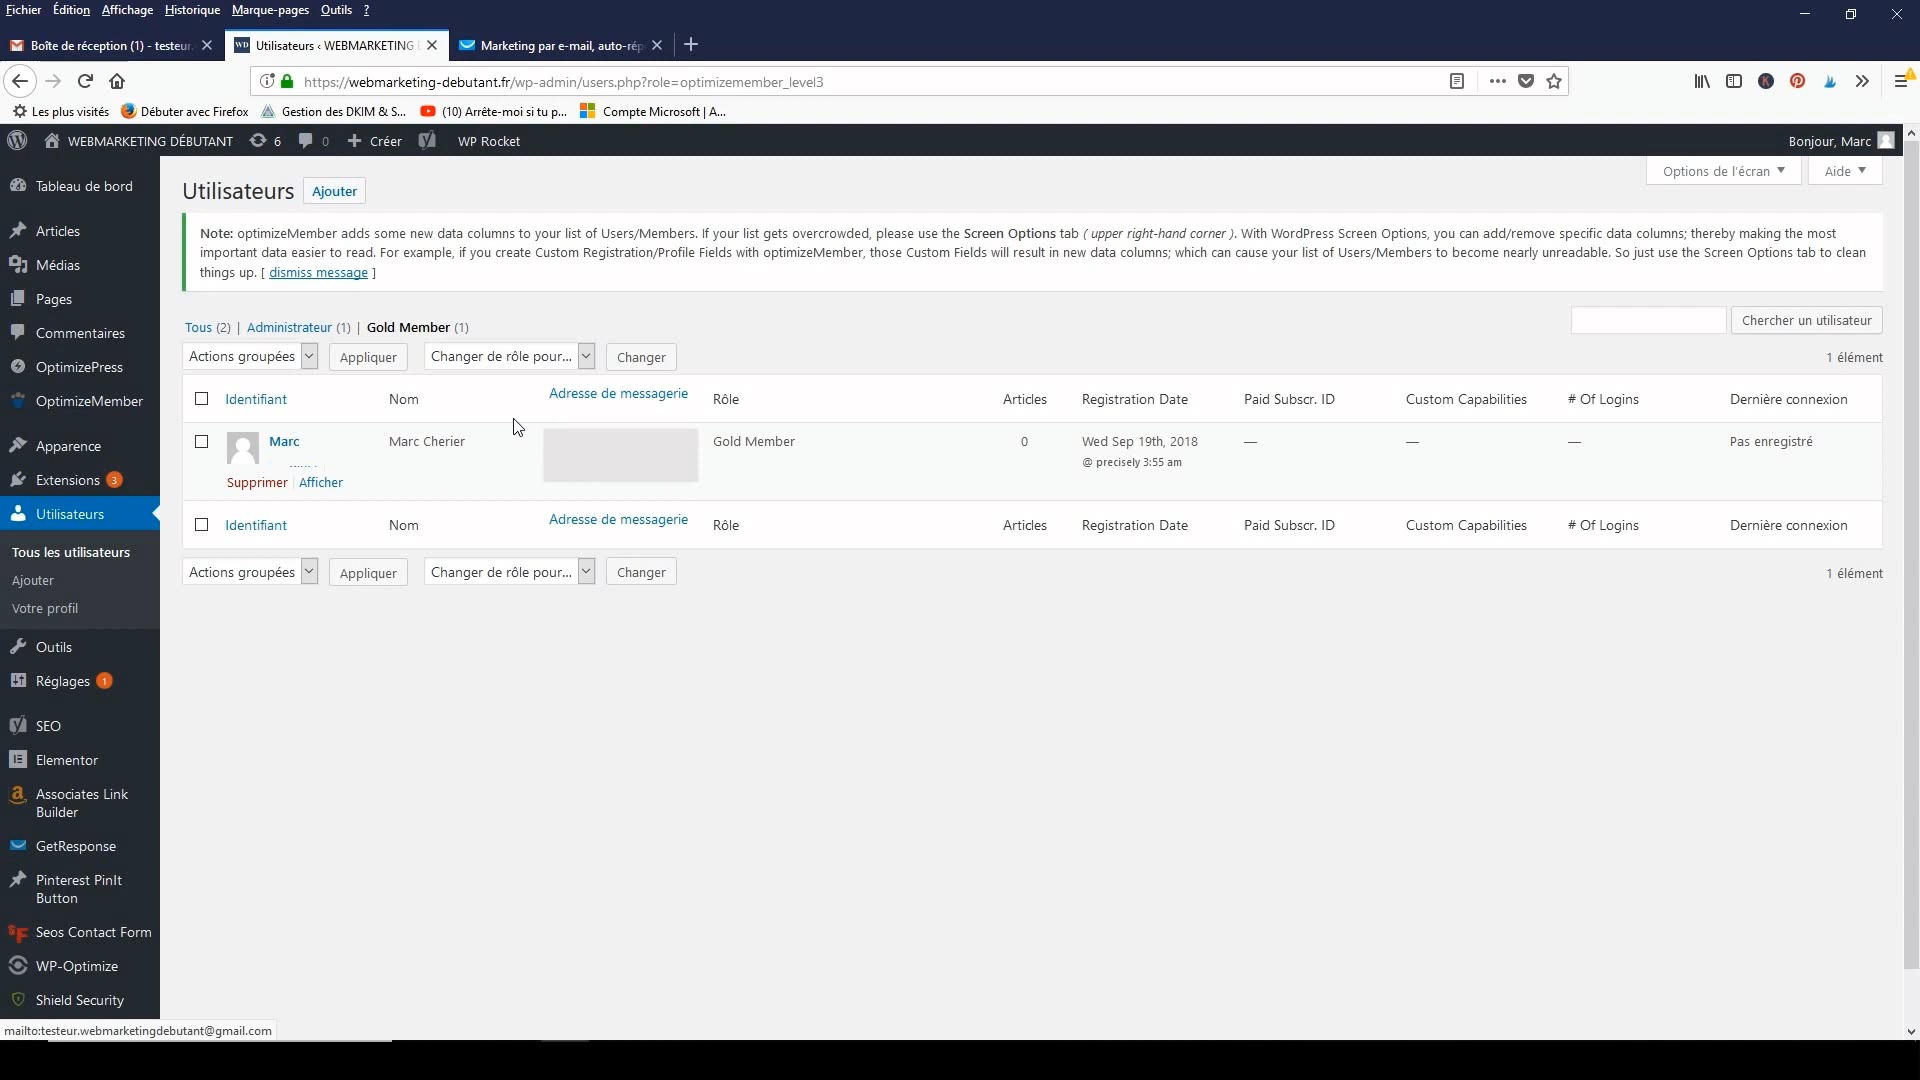 Fichier Édition Affichage Historique Marque-pages Outils ?
Boîte de réception (1) - testeur.
Utilisateurs ‹ WEBMARKETING
Marketing par e-mail, auto-rép
https://webmarketing-debutant.fr/wp-admin/users.php?role=optimizemember_level3
Les plus visités Débuter avec Firefox Gestion des DKIM & S... (10) Arrête-moi si tu p... Compte Microsoft | A...
WEBMARKETING DÉBUTANT 6 0 + Créer WP Rocket Bonjour, Marc
Options de l'écran Aide
Utilisateurs Ajouter
Note: optimizeMember adds some new data columns to your list of Users/Members. If your list gets overcrowded, please use the Screen Options tab ( upper right-hand corner ). With WordPress Screen Options, you can add/remove specific data columns; thereby making the most
important data easier to read. For example, if you create Custom Registration/Profile Fields with optimizeMember, those Custom Fields will result in new data columns; which can cause your list of Users/Members to become nearly unreadable. So just use the Screen Options tab to clean
things up. [ dismiss message ]
Tous (2) | Administrateur (1) | Gold Member (1)
Chercher un utilisateur
Actions groupées Appliquer Changer de rôle pour... Changer 1 élément
Identifiant Nom Adresse de messagerie Rôle Articles Registration Date Paid Subscr. ID Custom Capabilities # Of Logins Dernière connexion
Marc Marc Cherier Gold Member 0 Wed Sep 19th, 2018 — — — Pas enregistré
@ precisely 3:55 am
Supprimer Afficher
Identifiant Nom Adresse de messagerie Rôle Articles Registration Date Paid Subscr. ID Custom Capabilities # Of Logins Dernière connexion
Actions groupées Appliquer Changer de rôle pour... Changer 1 élément
Tableau de bord
Articles
Médias
Pages
Commentaires
OptimizePress
OptimizeMember
Apparence
Extensions 3
Utilisateurs
Tous les utilisateurs
Ajouter
Votre profil
Outils
Réglages 1
SEO
Elementor
Associates Link
Builder
GetResponse
Pinterest PinIt
Button
Seos Contact Form
WP-Optimize
Shield Security
mailto:testeur.webmarketingdebutant@gmail.com